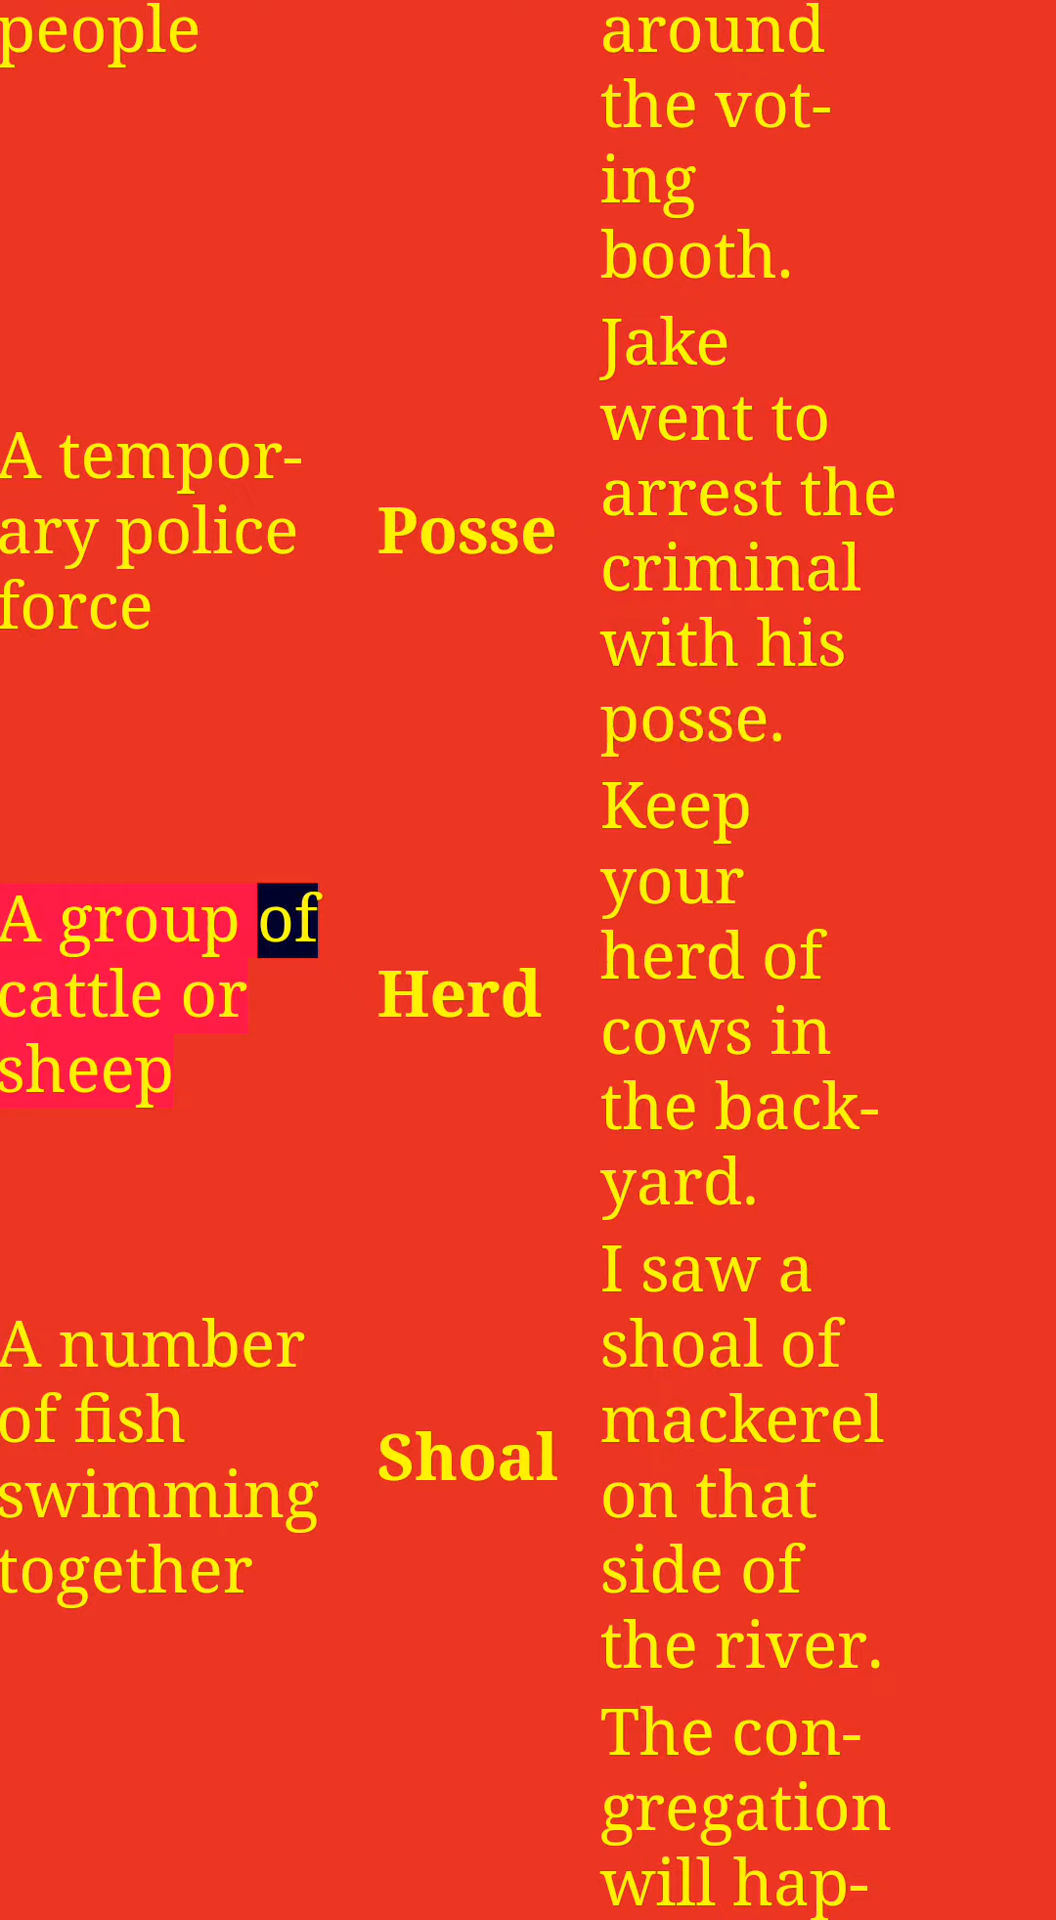 people
around
the vot-
ing
booth.
A tempor-
ary police
force
Posse
Jake
went to
arrest the
criminal
with his
posse.
A group of
cattle or
sheep
Herd
Keep
your
herd of
cows in
the back-
yard.
A number
of fish
swimming
together
Shoal
I saw a
shoal of
mackerel
on that
side of
the river.
The con-
gregation
will hap-